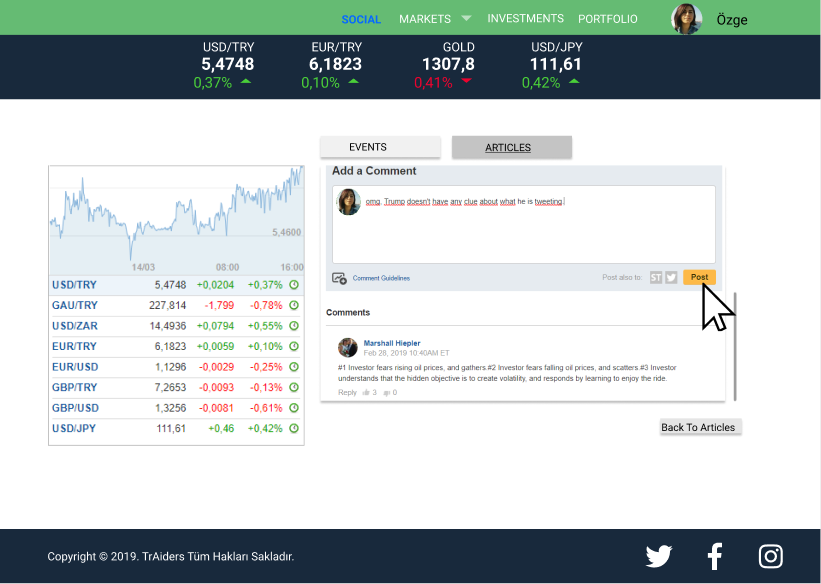 SOCIAL MARKETS INVESTMENTS PORTFOLIO Özge
USD/TRY EUR/TRY GOLD USD/JPY
5,4748 6,1823 1307,8 111,61
0,37% 0,10% 0,41% 0,42%
EVENTS ARTICLES
5,4600
14/03 08:00 16:00
USD/TRY 5,4748 +0,0204 +0,37%
GAU/TRY 227,814 -1,799 -0,78%
USD/ZAR 14,4936 +0,0794 +0,55%
EUR/TRY 6,1823 +0,0059 +0,10%
EUR/USD 1,1296 -0,0029 -0,25%
GBP/TRY 7,2653 -0,0093 -0,13%
GBP/USD 1,3256 -0,0081 -0,61%
USD/JPY 111,61 +0,46 +0,42%
Add a Comment
omg, Trump doesn't have any clue about what he is tweeting
Comment Guidelines Post also to: ST Post
Comments
Marshall Hiepler
Feb 28, 2019 10:40AM ET
#1 Investor fears rising oil prices, and gathers.#2 Investor fears falling oil prices, and scatters.#3 Investor
understands that the hidden objective is to create volatility, and responds by learning to enjoy the ride.
Reply 3 0
Back To Articles
Copyright © 2019. TrAiders Tüm Hakları Sakladır.